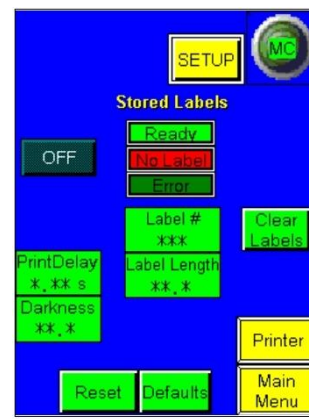 MC
SETUP
Stored Labels
Ready
OFF
No Label
Error
Label #
***
Clear
Labels
PrintDelay
*.** s
Label Length
**.*
Darkness
**.*
Printer
Reset
Defaults
Main
Menu